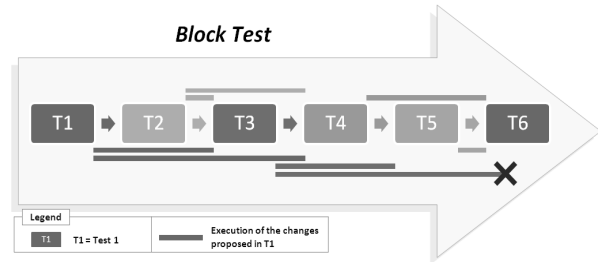 Block Test
T1 T2 T3 T4 T5 T6
Legend
T1 T1 = Test 1
Execution of the changes
proposed in T1